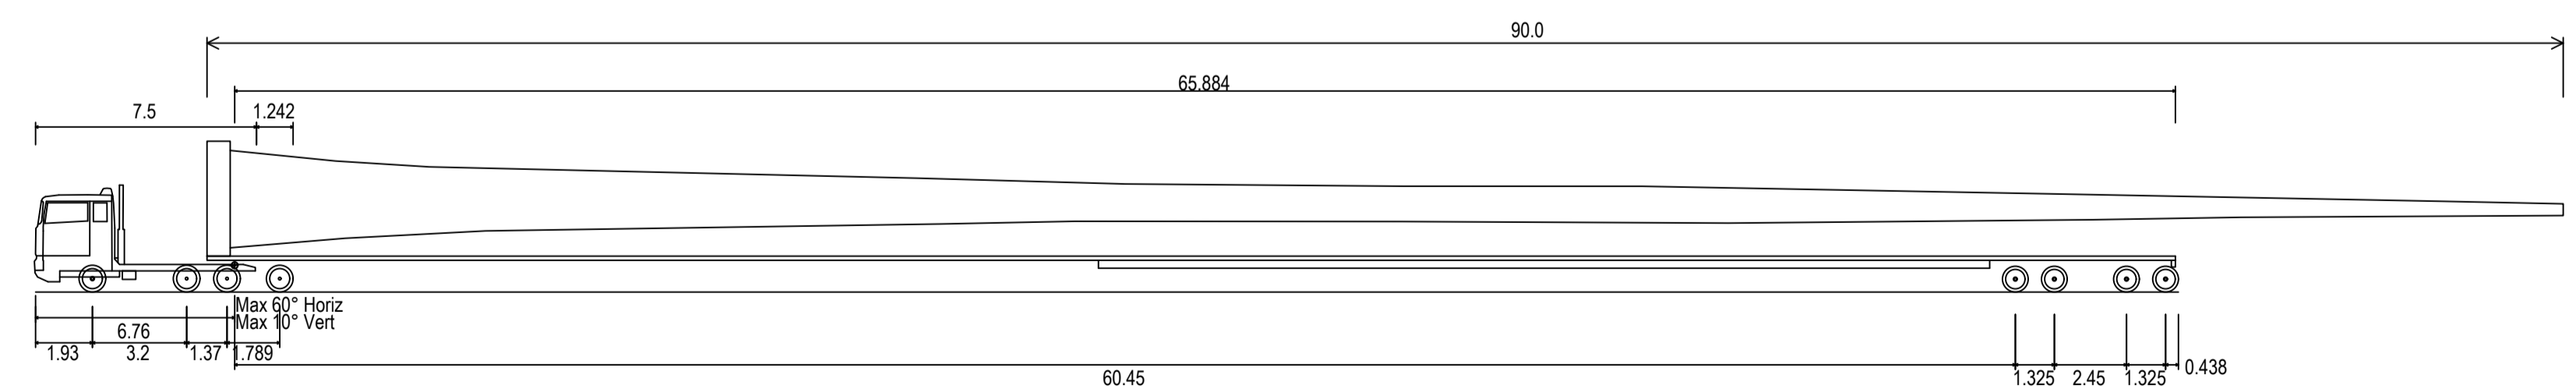 90.0
65.884
7.5 1.242
Max 60° Horiz
Max 10° Vert
6.76
1.93 3.2 1.37 1.789
60.45 1.325 2.45 1.325 0.438